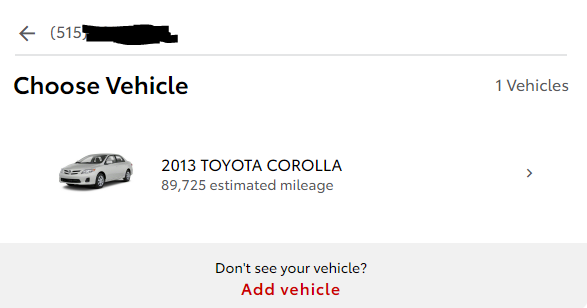 (515)
Choose Vehicle
1 Vehicles
2013 TOYOTA COROLLA
89,725 estimated mileage
Don't see your vehicle?
Add vehicle